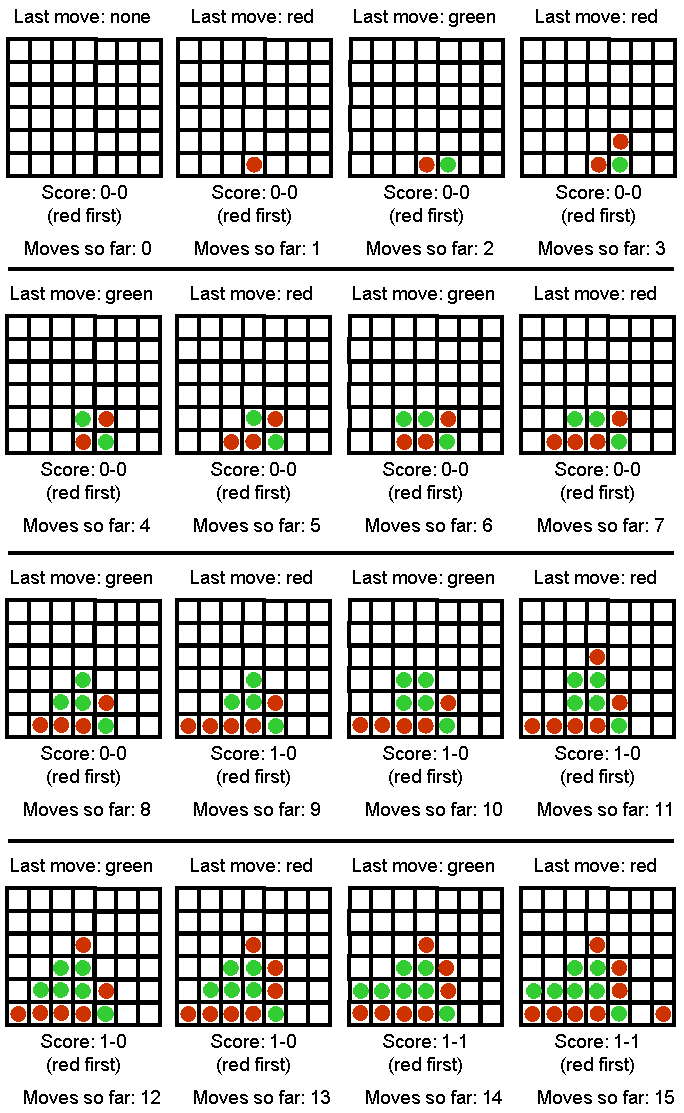 Last move: none Last move: red Last move: green Last move: red
Score: 0-0 Score: 0-0 Score: 0-0 Score: 0-0
(red first) (red first) (red first) (red first)
Moves so far: 0 Moves so far: 1 Moves so far: 2 Moves so far: 3
Last move: green Last move: red Last move: green Last move: red
Score: 0-0 Score: 0-0 Score: 0-0 Score: 0-0
(red first) (red first) (red first) (red first)
Moves so far: 4 Moves so far: 5 Moves so far: 6 Moves so far: 7
Last move: green Last move: red Last move: green Last move: red
Score: 0-0 Score: 1-0 Score: 1-0 Score: 1-0
(red first) (red first) (red first) (red first)
Moves so far: 8 Moves so far: 9 Moves so far: 10 Moves so far: 11
Last move: green Last move: red Last move: green Last move: red
Score: 1-0 Score: 1-0 Score: 1-1 Score: 1-1
(red first) (red first) (red first) (red first)
Moves so far: 12 Moves so far: 13 Moves so far: 14 Moves so far: 15